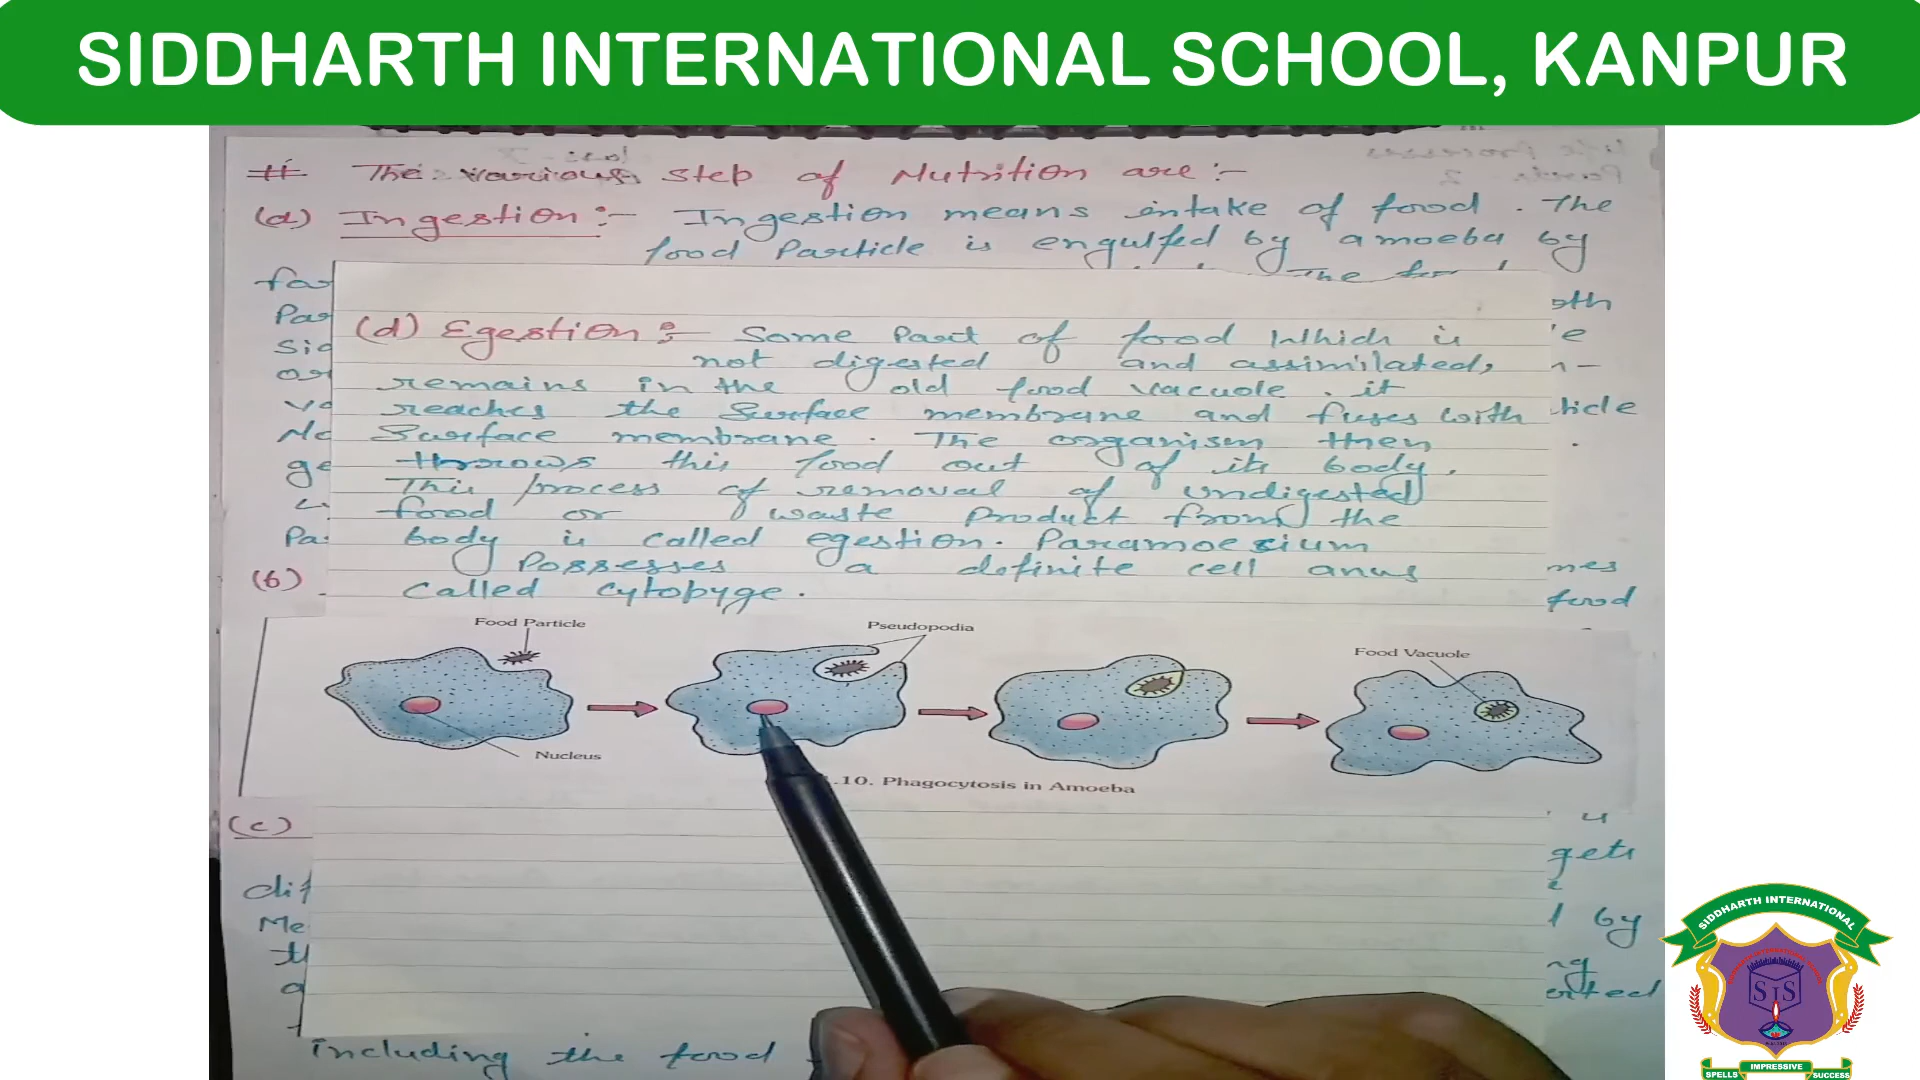 SIDDHARTH INTERNATIONAL SCHOOL, KANPUR
# The various step of Nutrition are :-
(a) Ingestion :- Ingestion means intake of food . The
food Particle is engulfed by amoeba by
The
(d) Egestion :- Some Part of food Which is
not digested and assimilated,
remains in the old food vacuole . it
reaches the Surface membrane and fuses with
Surface membrane . The organism then
throws this food out of its body .
This process of removal of undigested
food or waste product from the
body is called egestion . Paramoecium
Possesses a definite cell anus
called cytopyge .
(b)
food
Food Particle
Pseudopodia
Food Vacuole
Nucleus
.10. Phagocytosis in Amoeba
(c)
gets
by
including the food
SIDDHARTH INTERNATIONAL
SIS
SPELLS IMPRESSIVE SUCCESS